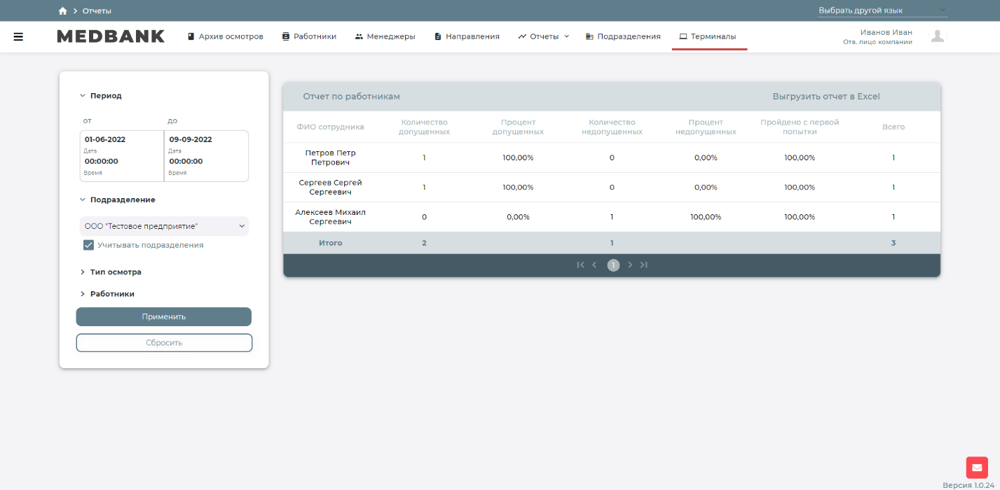 Отчеты
Выбрать другой язык
MEDBANK
Архив осмотров
Работники
Менеджеры
Направления
Отчеты
Подразделения
Терминалы
Иванов Иван
Отв. лицо компании
Период
от
до
01-06-2022
09-09-2022
Дата
Дата
00:00:00
00:00:00
Время
Время
Подразделение
ООО "Тестовое предприятие"
Учитывать подразделения
Тип осмотра
Работники
Применить
Сбросить
Отчет по работникам
Выгрузить отчет в Excel
ФИО сотрудника
Количество
допущенных
Процент
допущенных
Количество
недопущенных
Процент
недопущенных
Пройдено с первой
попытки
Всего
Петров Петр
Петрович
1
100,00%
0
0,00%
100,00%
1
Сергеев Сергей
Сергеевич
1
100,00%
0
0,00%
100,00%
1
Алексеев Михаил
Сергеевич
0
0,00%
1
100,00%
100,00%
1
Итого
2
1
3
1
Версия 1.0.24